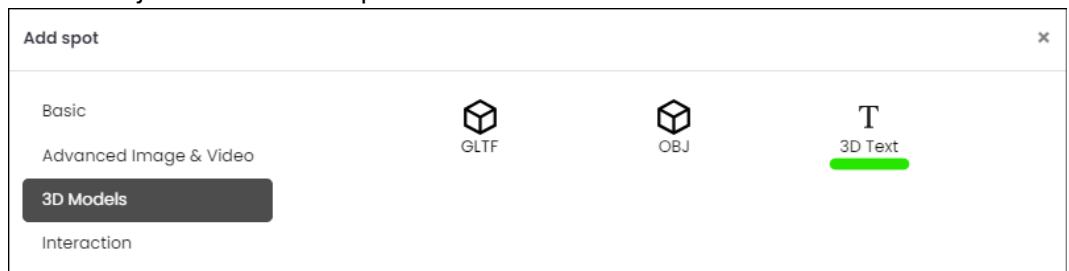 Add spot ×
Basic
Advanced Image & Video
3D Models
Interaction
GLTF
OBJ
T
3D Text